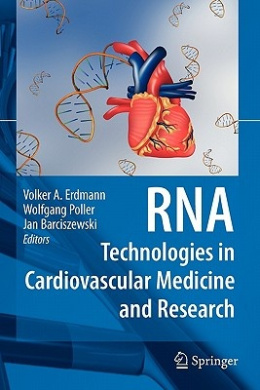 Volker A. Erdmann
Wolfgang Poller
Jan Barciszewski
Editors
RNA
Technologies in
Cardiovascular Medicine
and Research
Springer